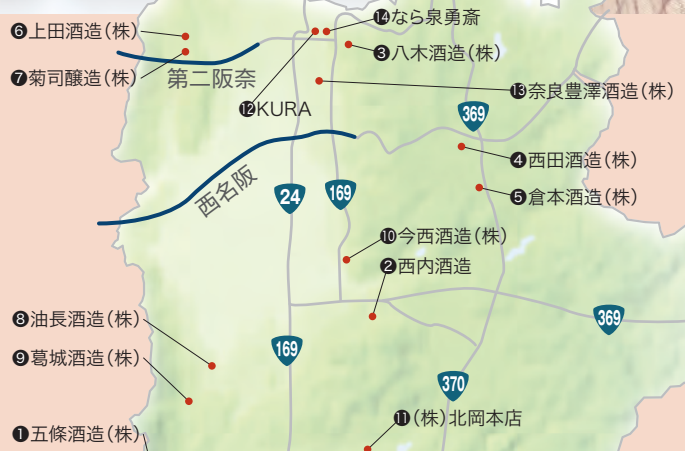 ⓮なら泉勇斎
❻上田酒造(株)
❸八木酒造(株)
❼菊司醸造(株)
第二阪奈
⓭奈良豊澤酒造(株)
⓬KURA
369
❹西田酒造(株)
西名阪
24
169
❺倉本酒造(株)
❿今西酒造(株)
❷西内酒造
❽油長酒造(株)
369
169
❾葛城酒造(株)
370
⓫(株)北岡本店
❶五條酒造(株)